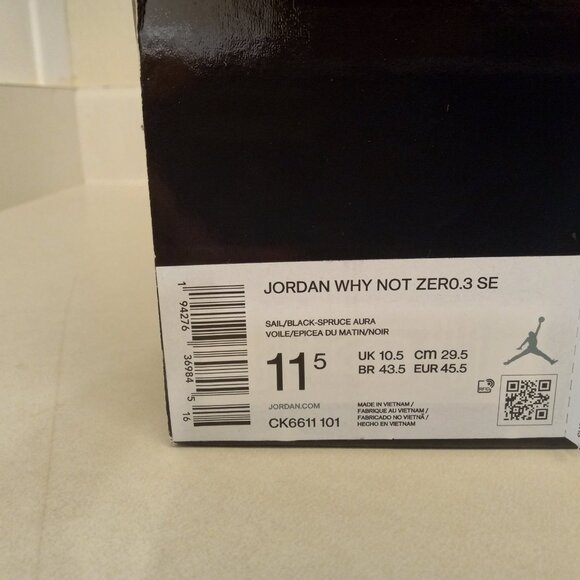 JORDAN WHY NOT ZER0.3 SE
SAIL/BLACK-SPRUCE AURA
VOILE/EPICEA DU MATIN/NOIR
11 5
UK 10.5 cm 29.5
BR 43.5 EUR 45.5
JORDAN.COM
CK6611 101
MADE IN VIETNAM /
FABRIQUE AU VIETNAM /
FABRICADO NO VIETNÃ /
HECHO EN VIETNAM
1 94276 36984 5
16